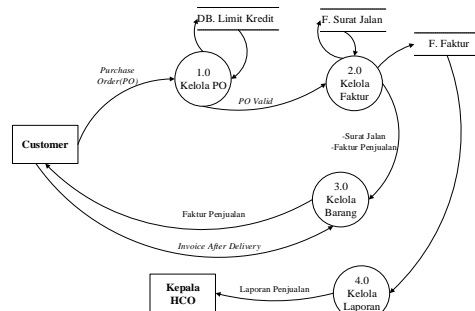 DB. Limit Kredit
F. Surat Jalan
F. Faktur
1.0
Kelola PO
2.0
Kelola
Faktur
Purchase
Order(PO)
PO Valid
Customer
-Surat Jalan
-Faktur Penjualan
3.0
Kelola
Barang
Faktur Penjualan
Invoice After Delivery
Kepala
HCO
Laporan Penjualan
4.0
Kelola
Laporan